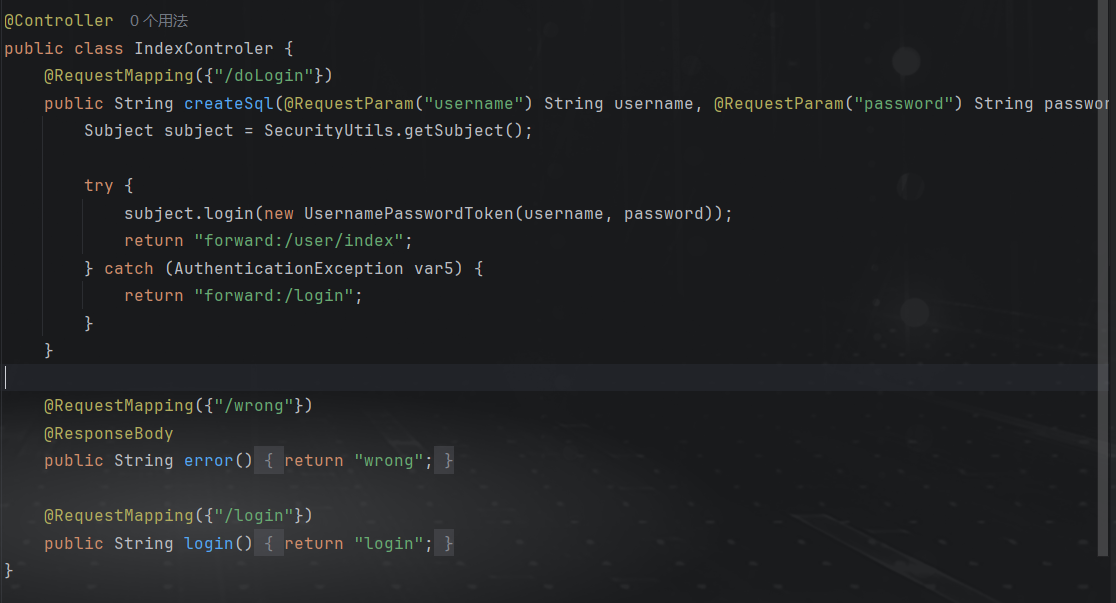 @Controller 0 个用法
public class IndexControler {
@RequestMapping({"/doLogin"})
public String createSql(@RequestParam("username") String username, @RequestParam("password") String passwor
Subject subject = SecurityUtils.getSubject();
try {
subject.login(new UsernamePasswordToken(username, password));
return "forward:/user/index";
} catch (AuthenticationException var5) {
return "forward:/login";
}
}
@RequestMapping({"/wrong"})
@ResponseBody
public String error() { return "wrong"; }
@RequestMapping({"/login"})
public String login() { return "login"; }
}